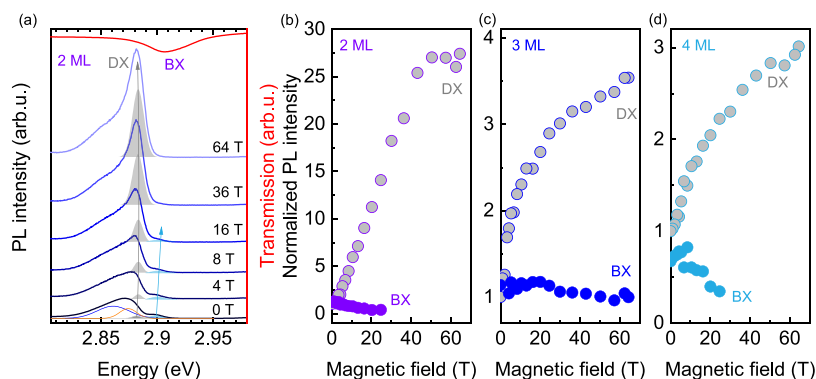 (a)
2 ML
DX
BX
64 T
36 T
16 T
8 T
4 T
0 T
PL intensity (arb.u.)
Transmission (arb.u.)
2.85 2.9 2.95
Energy (eV)
(b)
2 ML
DX
BX
Normalized PL intensity
30
25
20
15
10
5
0
0 20 40 60
Magnetic field (T)
(c)
3 ML
DX
BX
4
3
2
1
0 20 40 60
Magnetic field (T)
(d)
4 ML
DX
BX
3
2
1
0
0 20 40 60
Magnetic field (T)